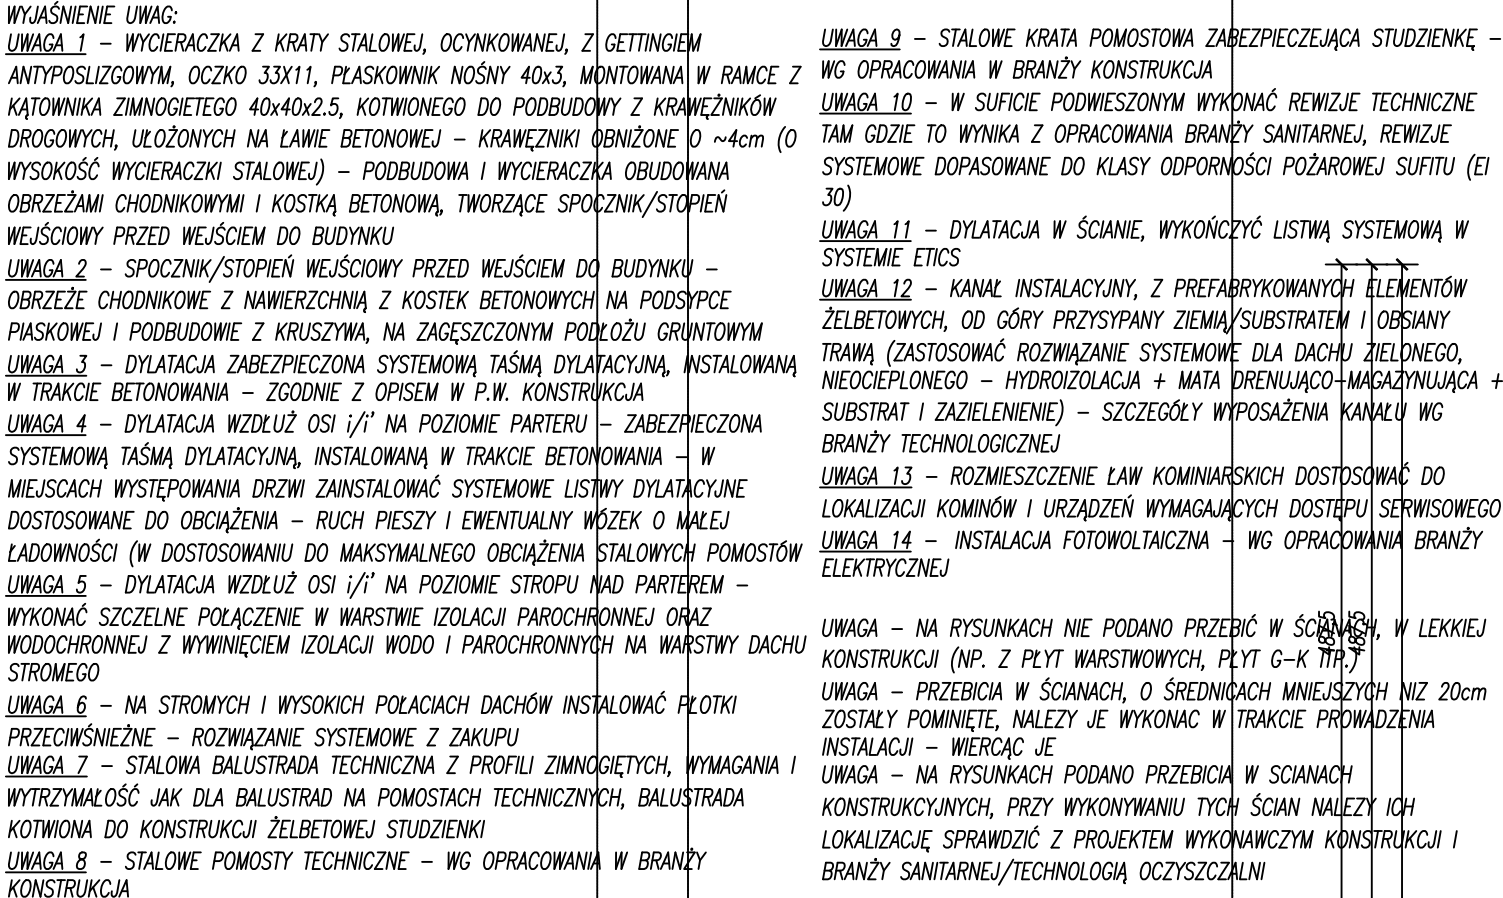 WYJAŚNIENIE UWAG:
UWAGA 1 – WYCIERACZKA Z KRATY STALOWEJ, OCYNKOWANEJ, Z GETTINGIEM
ANTYPOSLIZGOWYM, OCZKO 33X11, PŁASKOWNIK NOŚNY 40x3, MONTOWANA W RAMCE Z
KĄTOWNIKA ZIMNOGIETEGO 40x40x2.5, KOTWIONEGO DO PODBUDOWY Z KRAWĘŻNIKÓW
DROGOWYCH, UŁOŻONYCH NA ŁAWIE BETONOWEJ – KRAWĘZNIKI OBNIŻONE O ~4cm (O
WYSOKOŚĆ WYCIERACZKI STALOWEJ) – PODBUDOWA I WYCIERACZKA OBUDOWANA
OBRZEŻAMI CHODNIKOWYMI I KOSTKĄ BETONOWĄ, TWORZĄCE SPOCZNIK/STOPIEŃ
WEJŚCIOWY PRZED WEJŚCIEM DO BUDYNKU
UWAGA 2 – SPOCZNIK/STOPIEŃ WEJŚCIOWY PRZED WEJŚCIEM DO BUDYNKU –
OBRZEŻE CHODNIKOWE Z NAWIERZCHNIĄ Z KOSTEK BETONOWYCH NA PODSYPCE
PIASKOWEJ I PODBUDOWIE Z KRUSZYWA, NA ZAGĘSZCZONYM PODŁOŻU GRUNTOWYM
UWAGA 3 – DYLATACJA ZABEZPIECZONA SYSTEMOWĄ TAŚMĄ DYLATACYJNĄ, INSTALOWANĄ
W TRAKCIE BETONOWANIA – ZGODNIE Z OPISEM W P.W. KONSTRUKCJA
UWAGA 4 – DYLATACJA WZDŁUŻ OSI i/i' NA POZIOMIE PARTERU – ZABEZPIECZONA
SYSTEMOWĄ TAŚMĄ DYLATACYJNĄ, INSTALOWANĄ W TRAKCIE BETONOWANIA – W
MIEJSCACH WYSTĘPOWANIA DRZWI ZAINSTALOWAĆ SYSTEMOWE LISTWY DYLATACYJNE
DOSTOSOWANE DO OBCIĄŻENIA – RUCH PIESZY I EWENTUALNY WÓZEK O MAŁEJ
ŁADOWNOŚCI (W DOSTOSOWANIU DO MAKSYMALNEGO OBCIĄŻENIA STALOWYCH POMOSTÓW
UWAGA 5 – DYLATACJA WZDŁUŻ OSI i/i' NA POZIOMIE STROPU NAD PARTEREM –
WYKONAĆ SZCZELNE POŁĄCZENIE W WARSTWIE IZOLACJI PAROCHRONNEJ ORAZ
WODOCHRONNEJ Z WYWINIĘCIEM IZOLACJI WODO I PAROCHRONNYCH NA WARSTWY DACHU
STROMEGO
UWAGA 6 – NA STROMYCH I WYSOKICH POŁACIACH DACHÓW INSTALOWAĆ PŁOTKI
PRZECIWŚNIEŻNE – ROZWIĄZANIE SYSTEMOWE Z ZAKUPU
UWAGA 7 – STALOWA BALUSTRADA TECHNICZNA Z PROFILI ZIMNOGIĘTYCH, WYMAGANIA I
WYTRZYMAŁOŚĆ JAK DLA BALUSTRAD NA POMOSTACH TECHNICZNYCH, BALUSTRADA
KOTWIONA DO KONSTRUKCJI ŻELBETOWEJ STUDZIENKI
UWAGA 8 – STALOWE POMOSTY TECHNICZNE – WG OPRACOWANIA W BRANŻY
KONSTRUKCJA
UWAGA 9 – STALOWE KRATA POMOSTOWA ZABEZPIECZEJĄCA STUDZIENKĘ –
WG OPRACOWANIA W BRANŻY KONSTRUKCJA
UWAGA 10 – W SUFICIE PODWIESZONYM WYKONAĆ REWIZJE TECHNICZNE
TAM GDZIE TO WYNIKA Z OPRACOWANIA BRANŻY SANITARNEJ, REWIZJE
SYSTEMOWE DOPASOWANE DO KLASY ODPORNOŚCI POŻAROWEJ SUFITU (EI
30)
UWAGA 11 – DYLATACJA W ŚCIANIE, WYKOŃCZYĆ LISTWĄ SYSTEMOWĄ W
SYSTEMIE ETICS
UWAGA 12 – KANAŁ INSTALACYJNY, Z PREFABRYKOWANYCH ELEMENTÓW
ŻELBETOWYCH, OD GÓRY PRZYSYPANY ZIEMIĄ/SUBSTRATEM I OBSIANY
TRAWĄ (ZASTOSOWAĆ ROZWIĄZANIE SYSTEMOWE DLA DACHU ZIELONEGO,
NIEOCIEPLONEGO – HYDROIZOLACJA + MATA DRENUJĄCO-MAGAZYNUJĄCA +
SUBSTRAT I ZAZIELENIENIE) – SZCZEGÓŁY WYPOSAŻENIA KANAŁU WG
BRANŻY TECHNOLOGICZNEJ
UWAGA 13 – ROZMIESZCZENIE ŁAW KOMINIARSKICH DOSTOSOWAĆ DO
LOKALIZACJI KOMINÓW I URZĄDZEŃ WYMAGAJĄCYCH DOSTĘPU SERWISOWEGO
UWAGA 14 – INSTALACJA FOTOWOLTAICZNA – WG OPRACOWANIA BRANŻY
ELEKTRYCZNEJ
UWAGA – NA RYSUNKACH NIE PODANO PRZEBIĆ W ŚCIANACH, W LEKKIEJ
KONSTRUKCJI (NP. Z PŁYT WARSTWOWYCH, PŁYT G–K ITP.)
UWAGA – PRZEBICIA W ŚCIANACH, O ŚREDNICACH MNIEJSZYCH NIZ 20cm
ZOSTAŁY POMINIĘTE, NALEZY JE WYKONAC W TRAKCIE PROWADZENIA
INSTALACJI – WIERCĄC JE
UWAGA – NA RYSUNKACH PODANO PRZEBICIA W SCIANACH
KONSTRUKCYJNYCH, PRZY WYKONYWANIU TYCH ŚCIAN NALEZY ICH
LOKALIZACJĘ SPRAWDZIĆ Z PROJEKTEM WYKONAWCZYM KONSTRUKCJI I
BRANŻY SANITARNEJ/TECHNOLOGIĄ OCZYSZCZALNI